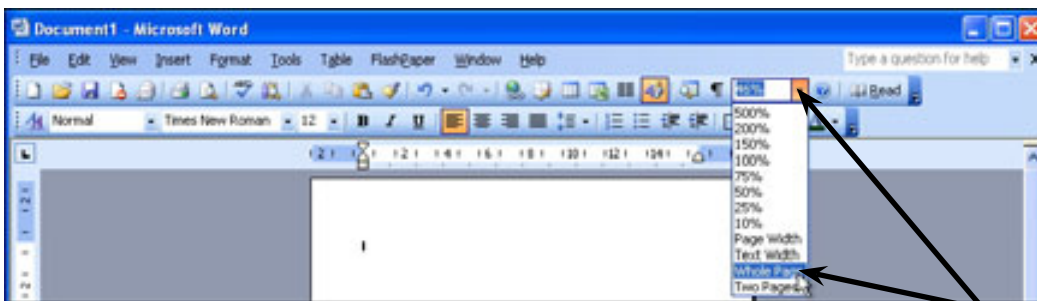 Document1 - Microsoft Word
File Edit View Insert Format Tools Table FlashPaper Window Help Type a question for help
Read
Normal Times New Roman 12 B I U
500%
200%
150%
100%
75%
50%
25%
10%
Page Width
Text Width
Whole Page
Two Pages